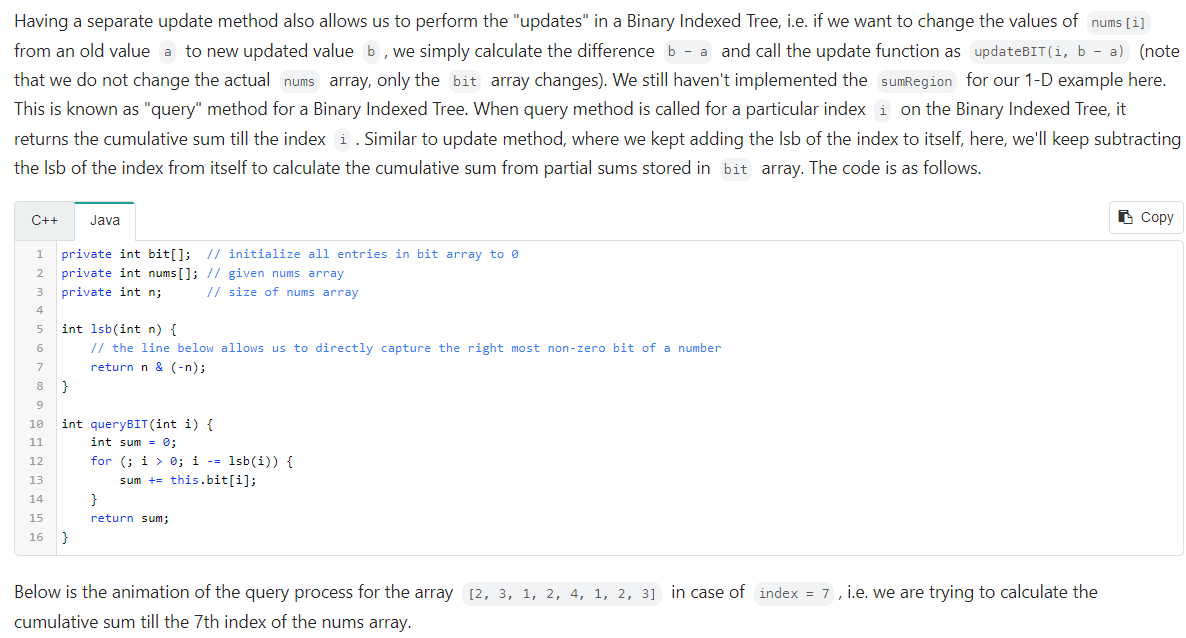 Having a separate update method also allows us to perform the "updates" in a Binary Indexed Tree, i.e. if we want to change the values of nums[i]
from an old value a to new updated value b , we simply calculate the difference b - a and call the update function as updateBIT(i, b - a) (note
that we do not change the actual nums array, only the bit array changes). We still haven't implemented the sumRegion for our 1-D example here.
This is known as "query" method for a Binary Indexed Tree. When query method is called for a particular index i on the Binary Indexed Tree, it
returns the cumulative sum till the index i . Similar to update method, where we kept adding the lsb of the index to itself, here, we'll keep subtracting
the lsb of the index from itself to calculate the cumulative sum from partial sums stored in bit array. The code is as follows.
C++ Java Copy
1 private int bit[]; // initialize all entries in bit array to 0
2 private int nums[]; // given nums array
3 private int n; // size of nums array
4
5 int lsb(int n) {
6 // the line below allows us to directly capture the right most non-zero bit of a number
7 return n & (-n);
8 }
9
10 int queryBIT(int i) {
11 int sum = 0;
12 for (; i > 0; i -= lsb(i)) {
13 sum += this.bit[i];
14 }
15 return sum;
16 }
Below is the animation of the query process for the array [2, 3, 1, 2, 4, 1, 2, 3] in case of index = 7 , i.e. we are trying to calculate the
cumulative sum till the 7th index of the nums array.